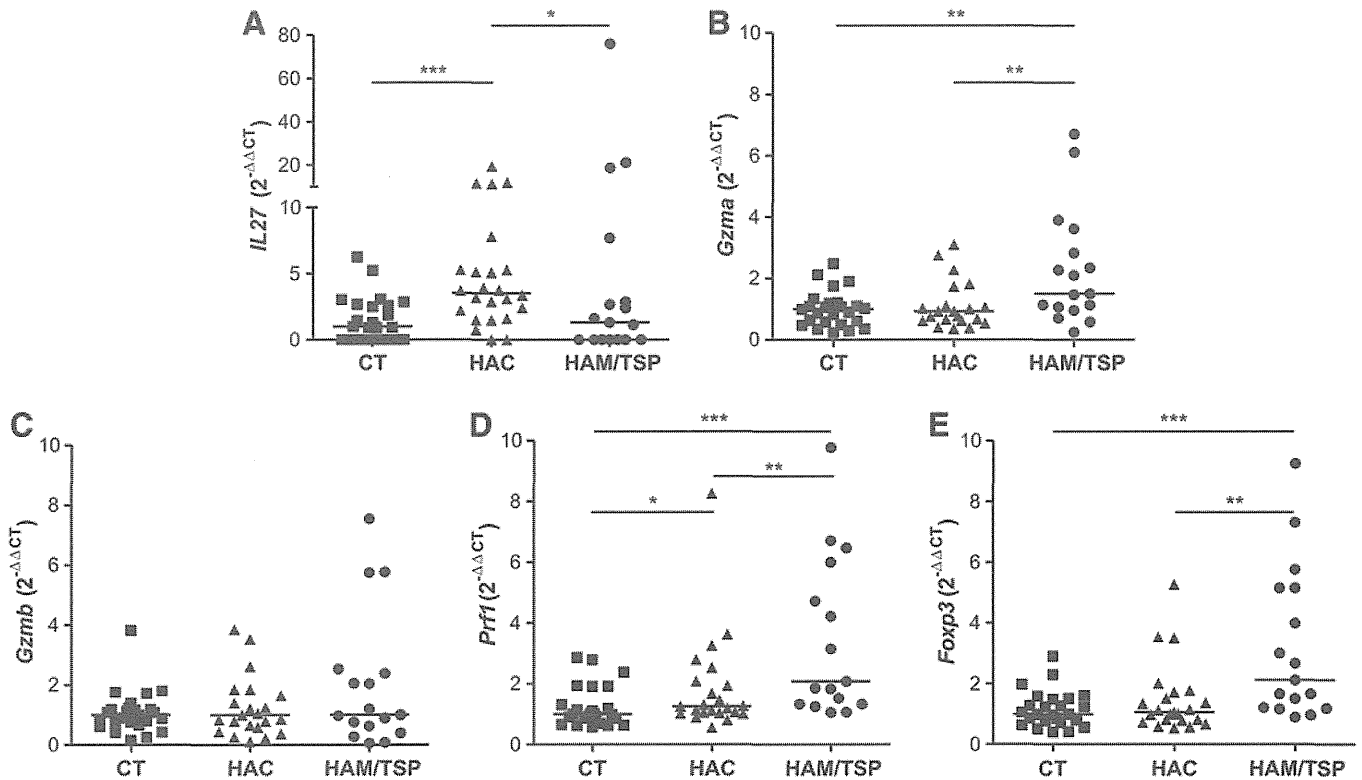 A
*
***
80
60
40
20
10
5
0
IL27 (2^-ΔΔCT)
CT HAC HAM/TSP
B
**
**
10
8
6
4
2
0
Gzma (2^-ΔΔCT)
CT HAC HAM/TSP
C
10
8
6
4
2
0
Gzmb (2^-ΔΔCT)
CT HAC HAM/TSP
D
***
**
*
10
8
6
4
2
0
Prf1 (2^-ΔΔCT)
CT HAC HAM/TSP
E
***
**
10
8
6
4
2
0
Foxp3 (2^-ΔΔCT)
CT HAC HAM/TSP